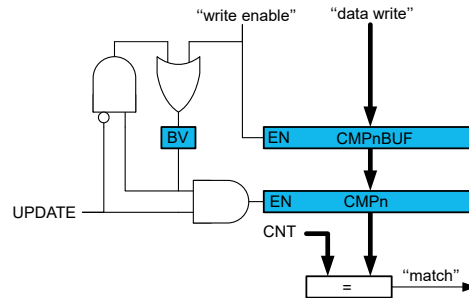 “write enable” “data write”
BV EN CMPnBUF
EN CMPn
UPDATE
CNT
=
“match”